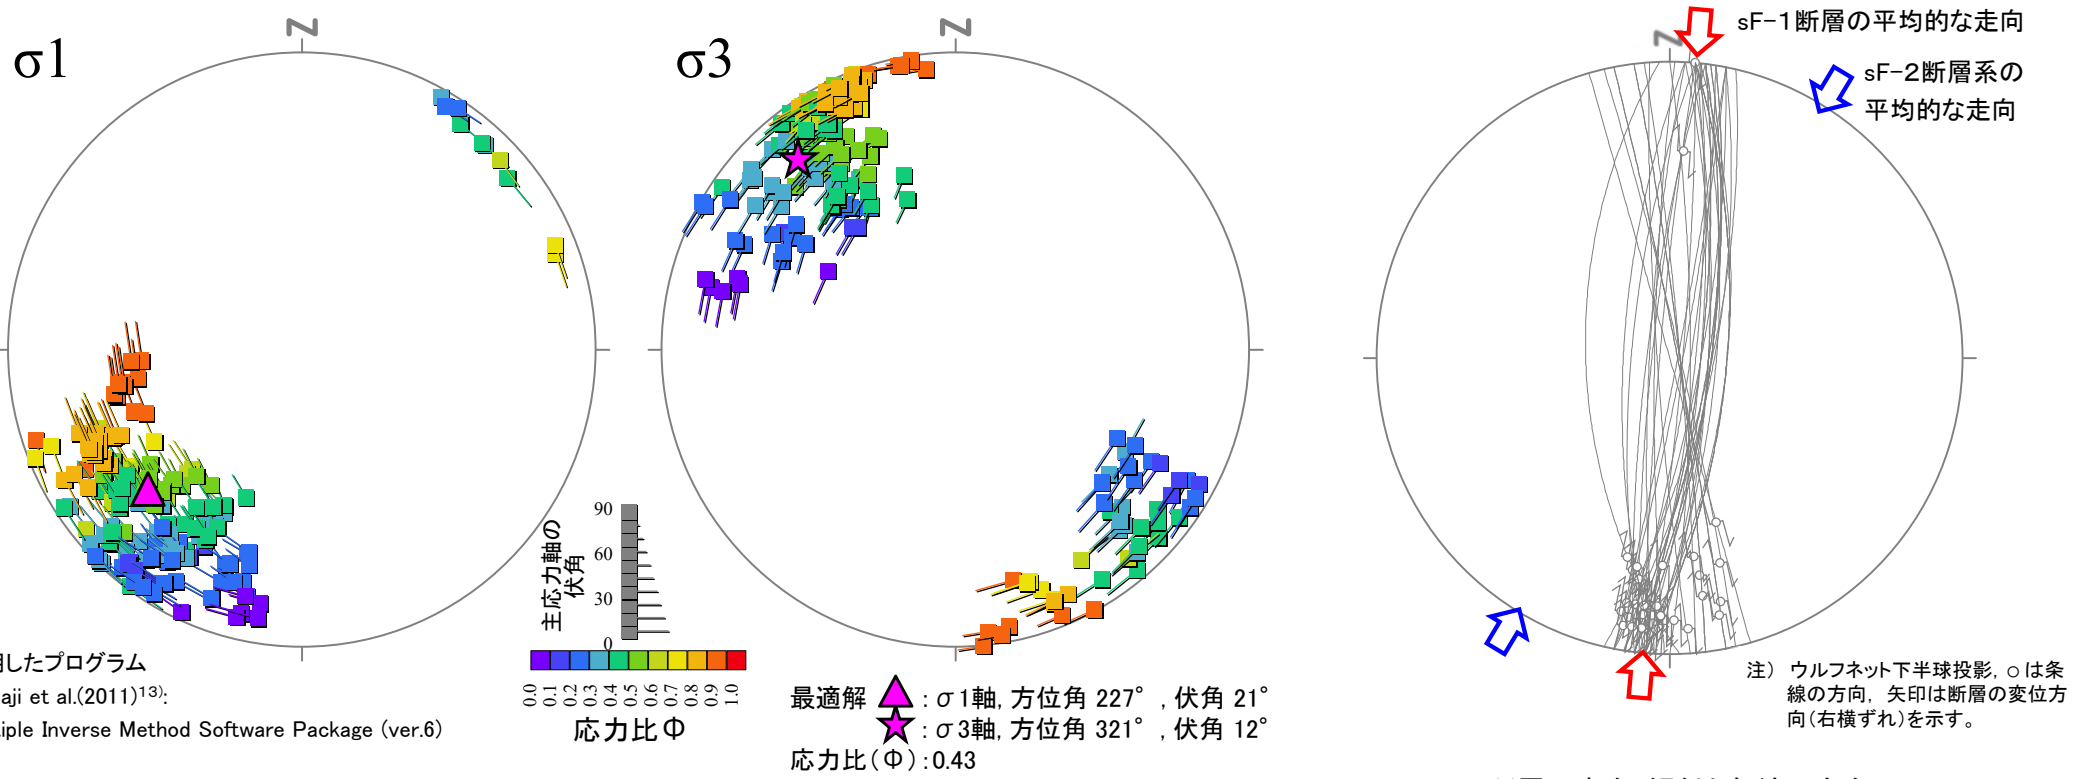 σ1
N
σ3
N
N
sF-1断層の平均的な走向
sF-2断層系の
平均的な走向
主応力軸の
伏角
90
60
30
0
0.0
0.1
0.2
0.3
0.4
0.5
0.6
0.7
0.8
0.9
1.0
応力比Φ
したプログラム
aji et al.(2011)13):
iple Inverse Method Software Package (ver.6)
最適解 ▲:σ1軸, 方位角 227° , 伏角 21°
★:σ3軸, 方位角 321° , 伏角 12°
応力比(Φ):0.43
注) ウルフネット下半球投影, ○は条
線の方向, 矢印は断層の変位方
向(右横ずれ)を示す。